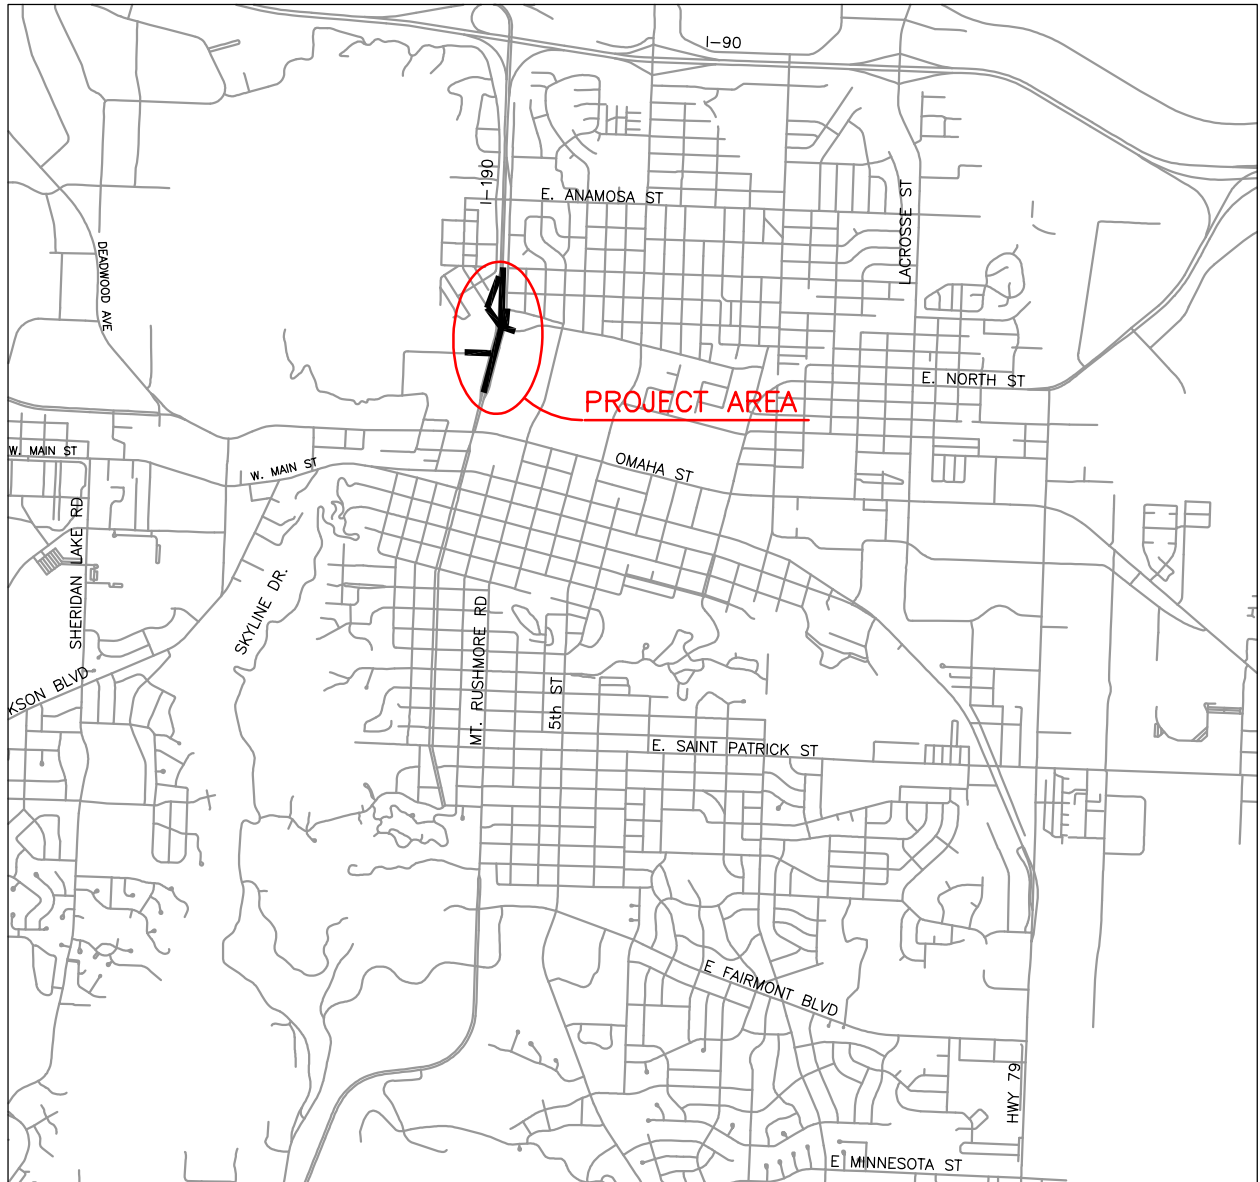 I-90
I-190
E. ANAMOSA ST
LACROSSE ST
DEADWOOD AVE
E. NORTH ST
PROJECT AREA
W. MAIN ST
W. MAIN ST
OMAHA ST
SHERIDAN LAKE RD
SKYLINE DR.
MT. RUSHMORE RD
KSON BLVD
5th ST
E. SAINT PATRICK ST
E FAIRMONT BLVD
HWY 79
E MINNESOTA ST